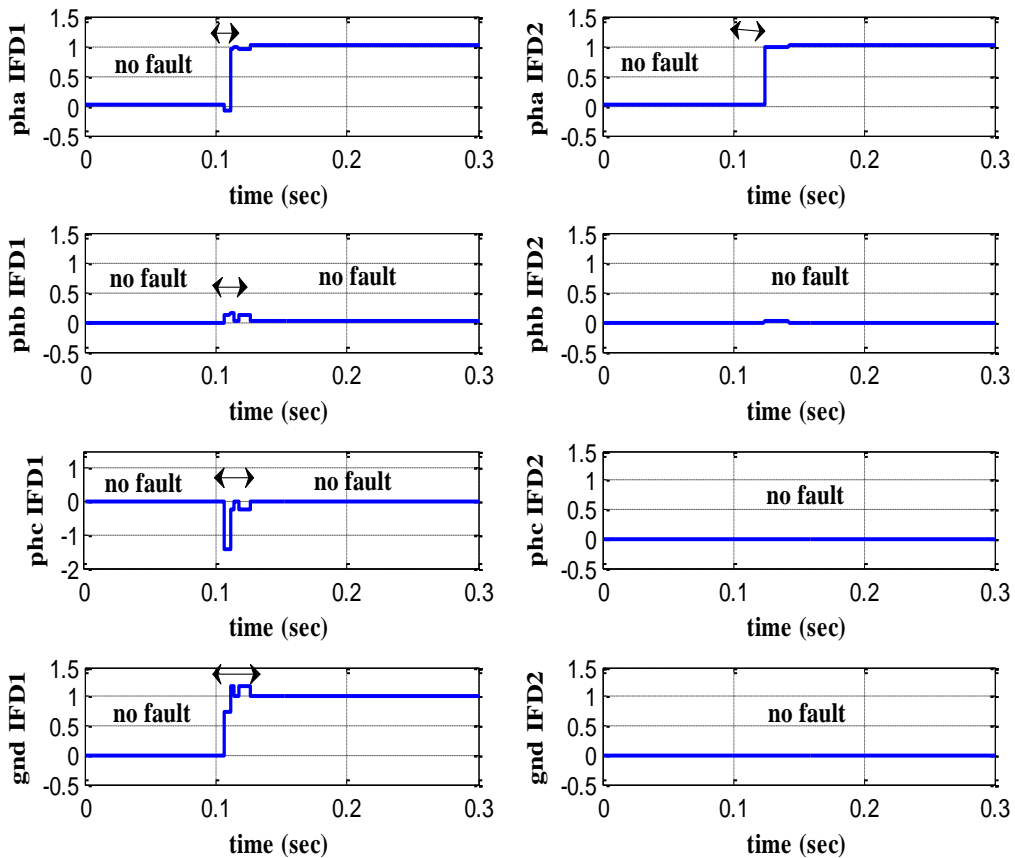 pha IFD1
1.5
1
0.5
0
-0.5
no fault
0
0.1
0.2
0.3
time (sec)
pha IFD2
1.5
1
0.5
0
-0.5
no fault
0
0.1
0.2
0.3
time (sec)
phb IFD1
1.5
1
0.5
0
-0.5
no fault
no fault
0
0.1
0.2
0.3
time (sec)
phb IFD2
1.5
1
0.5
0
-0.5
no fault
0
0.1
0.2
0.3
time (sec)
phc IFD1
1
0
-1
-2
no fault
no fault
0
0.1
0.2
0.3
time (sec)
phc IFD2
1.5
1
0.5
0
-0.5
no fault
0
0.1
0.2
0.3
time (sec)
gnd IFD1
1.5
1
0.5
0
-0.5
no fault
0
0.1
0.2
0.3
time (sec)
gnd IFD2
1.5
1
0.5
0
-0.5
no fault
0
0.1
0.2
0.3
time (sec)